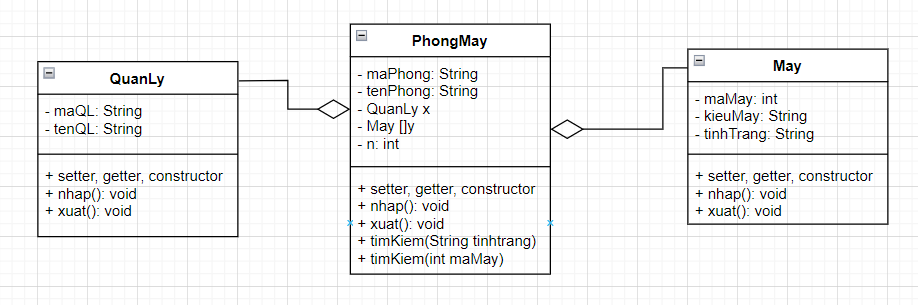 QuanLy
- maQL: String
- tenQL: String
+ setter, getter, constructor
+ nhap(): void
+ xuat(): void
PhongMay
- maPhong: String
- tenPhong: String
- QuanLy x
- May []y
- n: int
+ setter, getter, constructor
+ nhap(): void
+ xuat(): void
+ timKiem(String tinhtrang)
+ timKiem(int maMay)
May
- maMay: int
- kieuMay: String
- tinhTrang: String
+ setter, getter, constructor
+ nhap(): void
+ xuat(): void